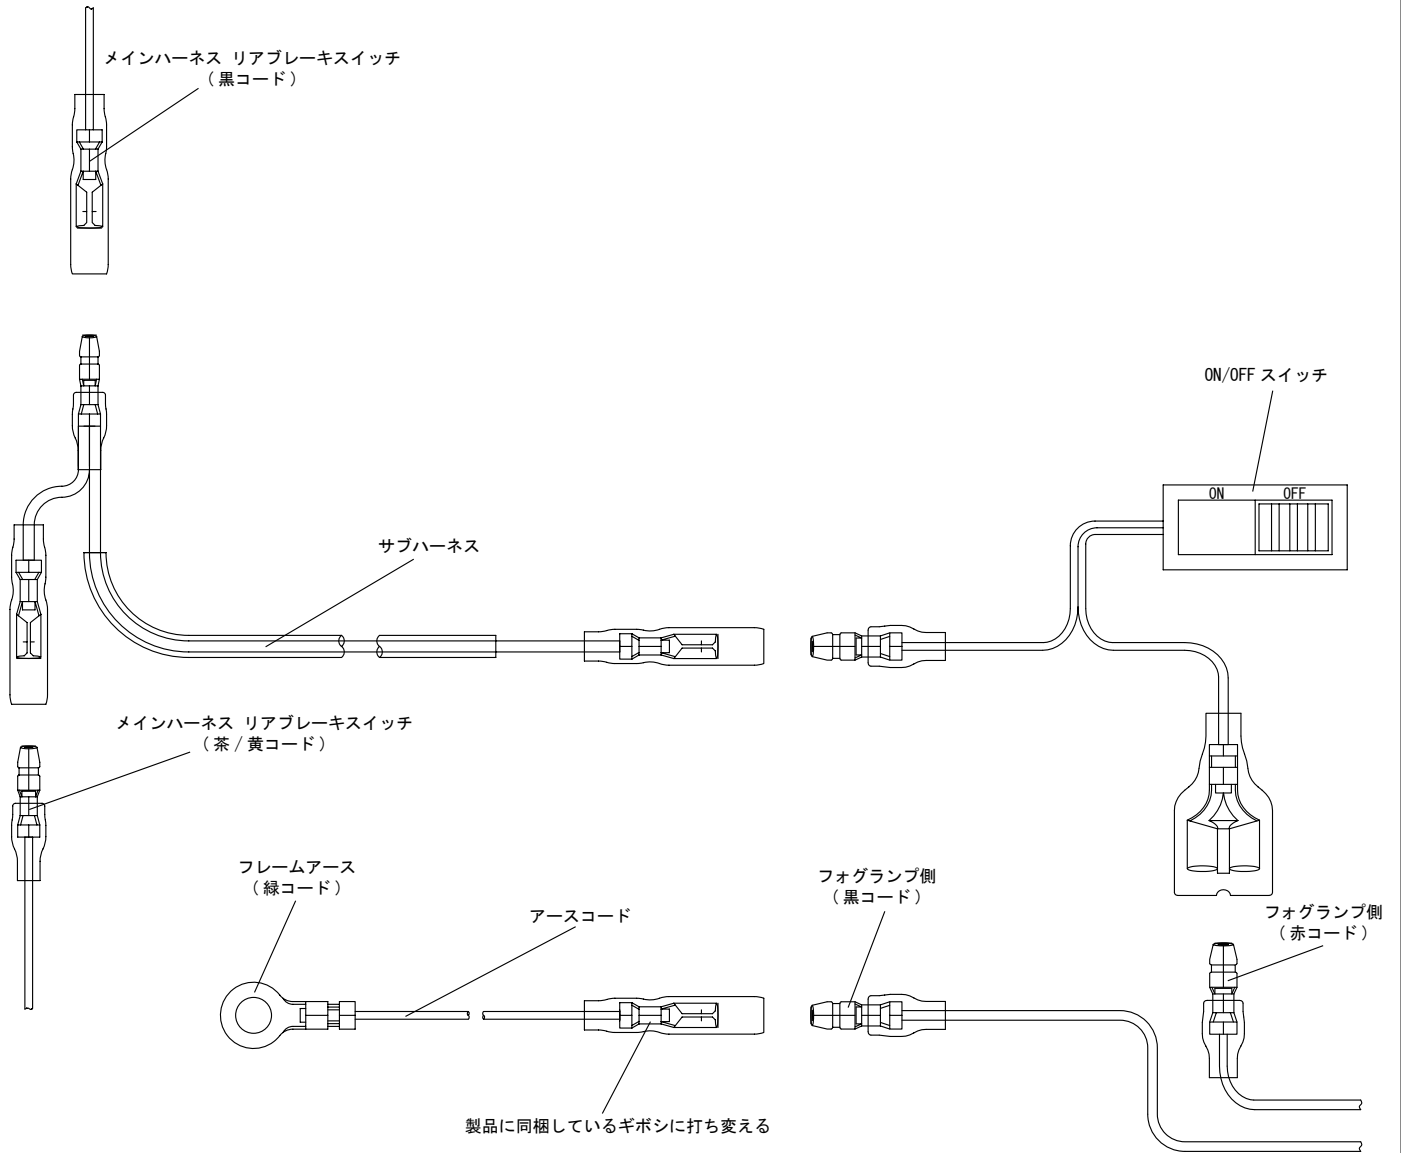 メインハーネス リアブレーキスイッチ
（黒コード）
ON/OFF スイッチ
ON OFF
サブハーネス
メインハーネス リアブレーキスイッチ
（茶/黄コード）
フレームアース
（緑コード）
アースコード
フォグランプ側
（黒コード）
フォグランプ側
（赤コード）
製品に同梱しているギボシに打ち変える